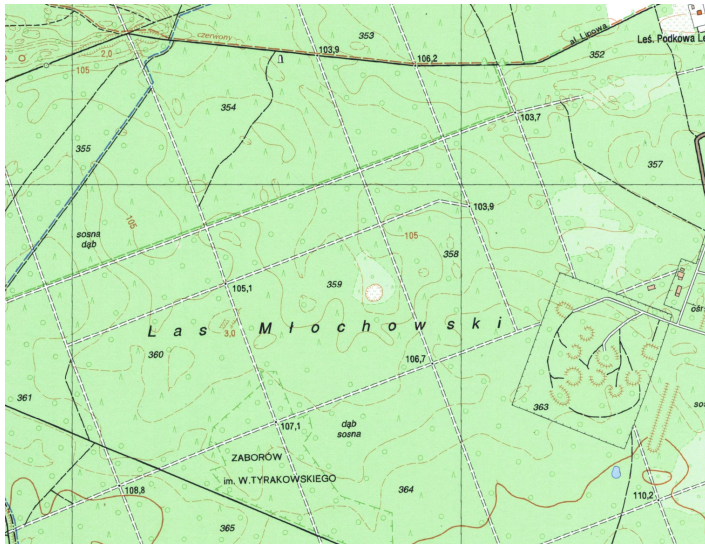 353
czerwony
103,9
106,2
al. Lipowa
352
Leś. Podkowa Le
2,0
105
354
103,7
355
357
105
sosna
dąb
103,9
105
358
105,1
359
Las Młochowski
3,0
360
106,7
ośr
361
363
107,1
dąb
sosna
sos
ZABORÓW
im. W.TYRAKOWSKIEGO
364
108,8
110,2
365